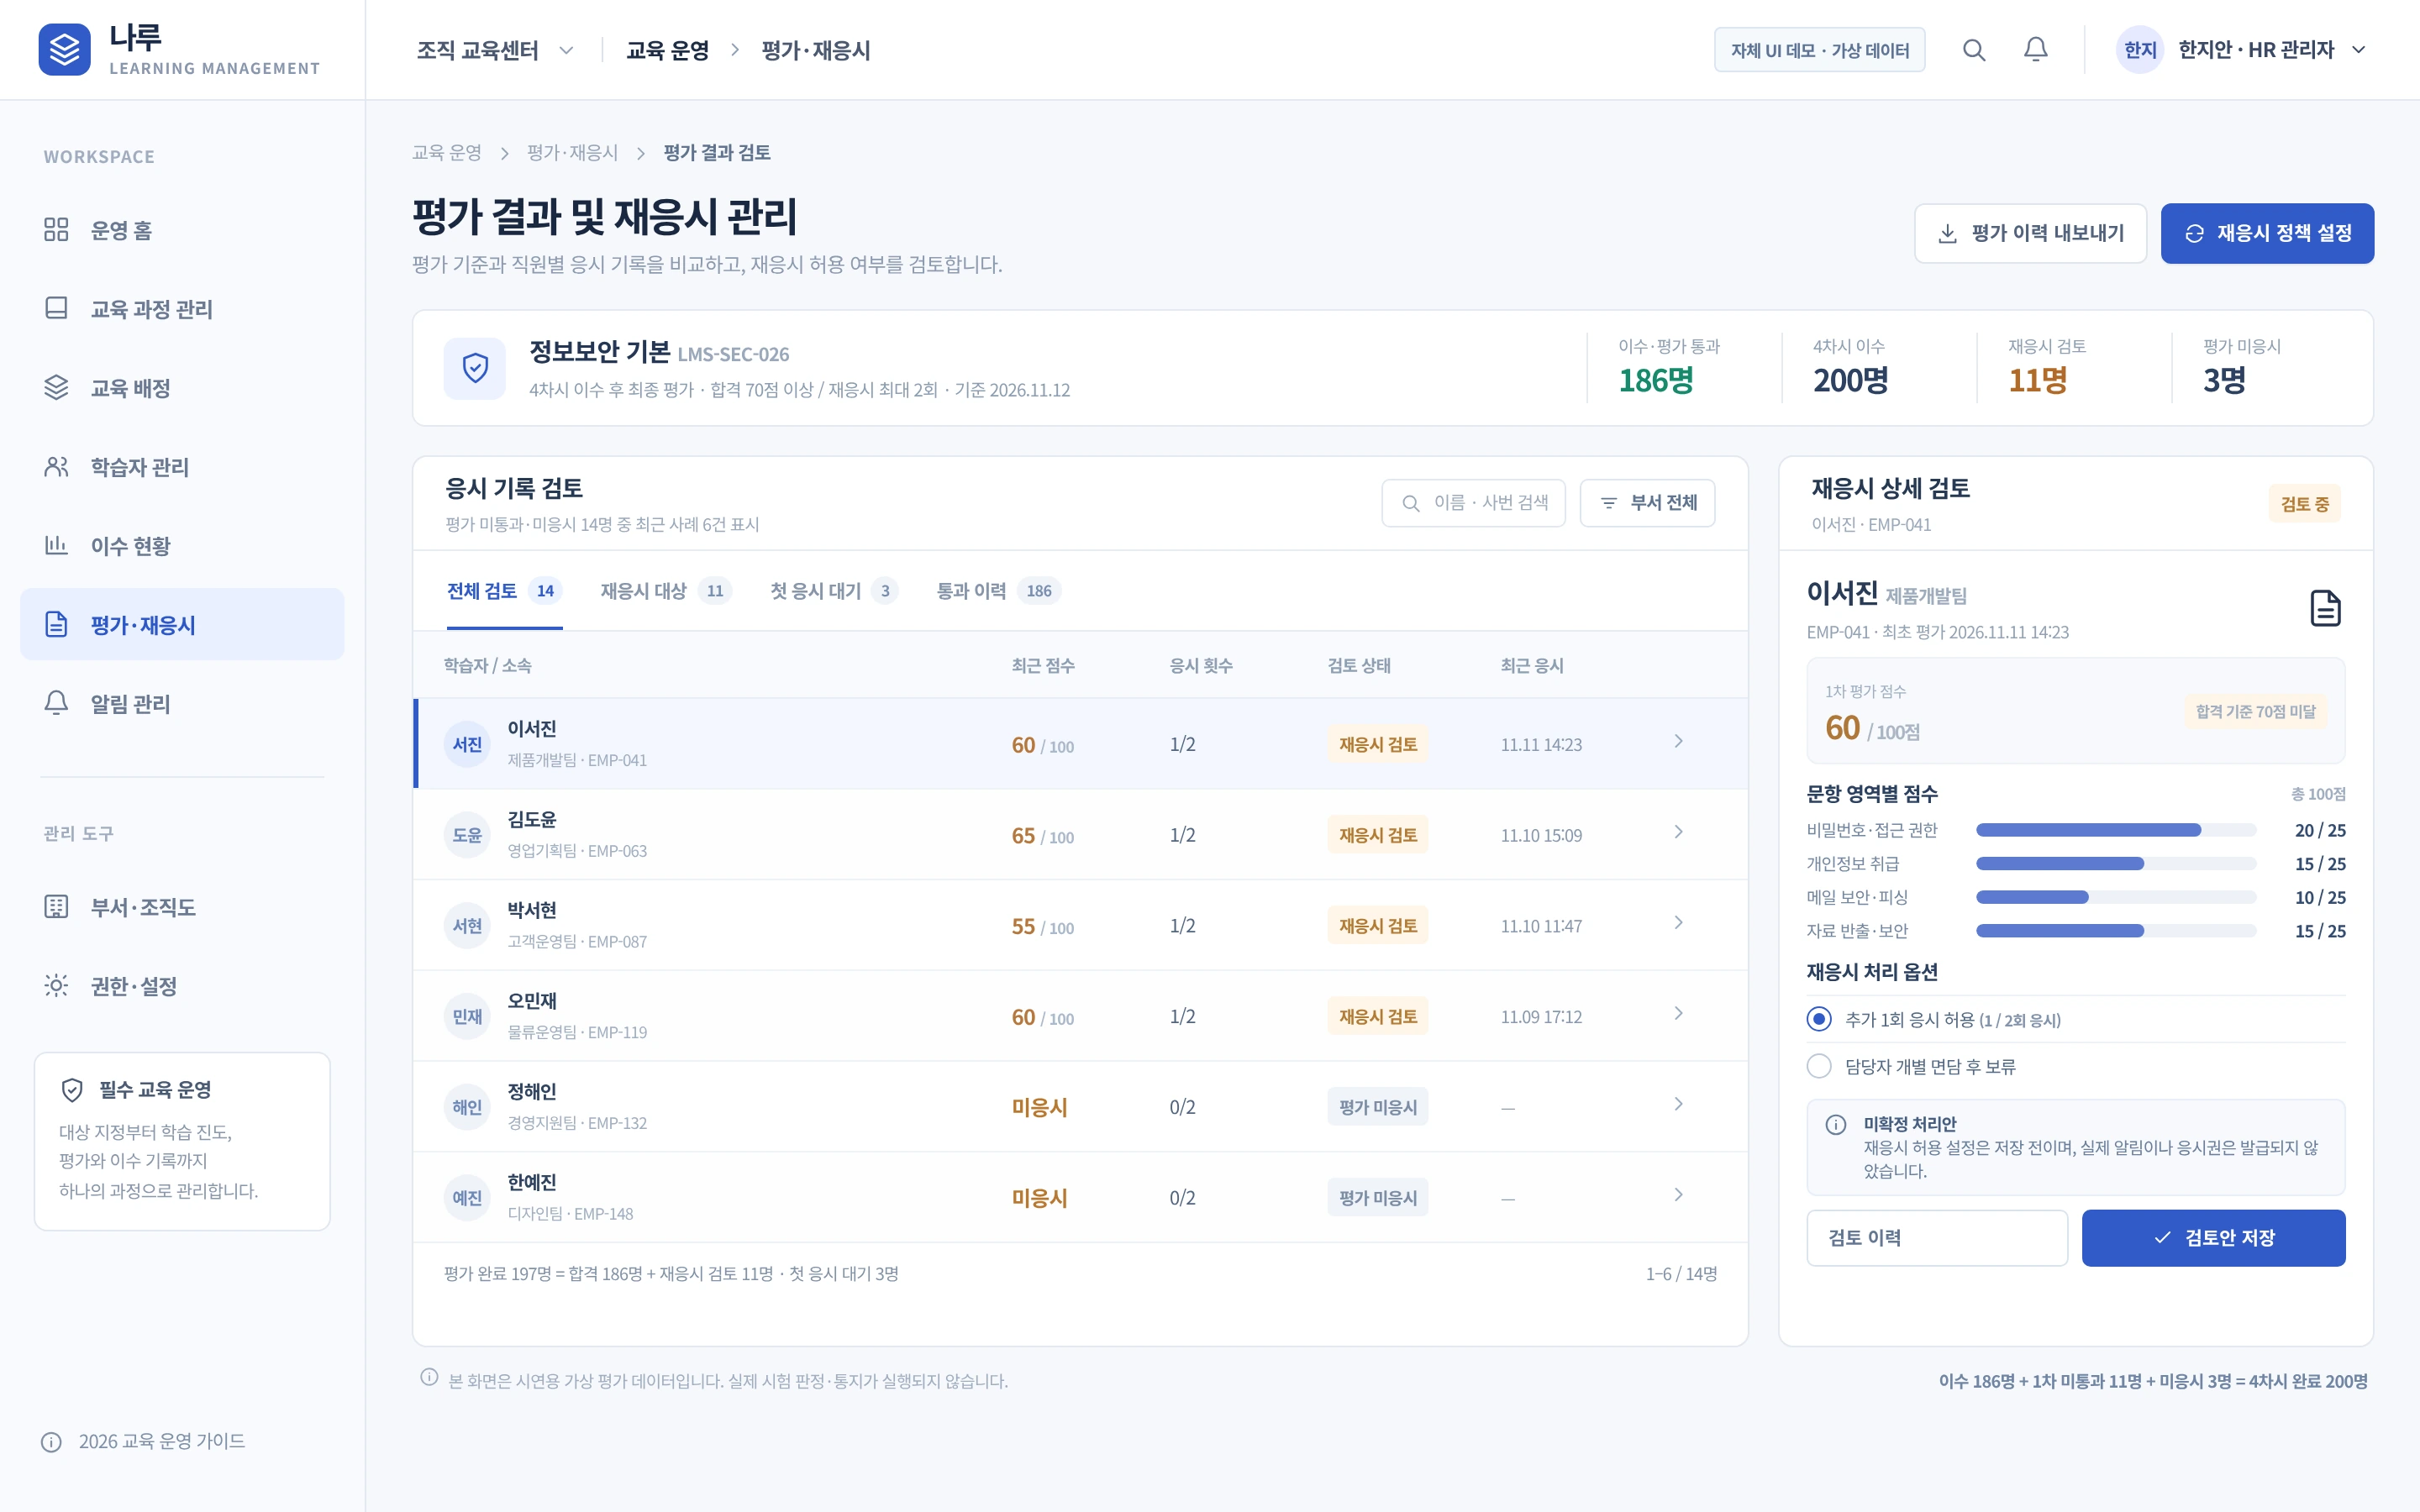 나루
LEARNING MANAGEMENT
조직 교육센터
교육 운영 > 평가·재응시
자체 UI 데모 · 가상 데이터
한지
한지안 · HR 관리자
WORKSPACE
운영 홈
교육 과정 관리
교육 배정
학습자 관리
이수 현황
평가·재응시
알림 관리
관리 도구
부서·조직도
권한·설정
필수 교육 운영
대상 지정부터 학습 진도,
평가와 이수 기록까지
하나의 과정으로 관리합니다.
2026 교육 운영 가이드
교육 운영 > 평가·재응시 > 평가 결과 검토
평가 결과 및 재응시 관리
평가 기준과 직원별 응시 기록을 비교하고, 재응시 허용 여부를 검토합니다.
평가 이력 내보내기
재응시 정책 설정
정보보안 기본 LMS-SEC-026
4차시 이수 후 최종 평가 · 합격 70점 이상 / 재응시 최대 2회 · 기준 2026.11.12
이수·평가 통과
186명
4차시 이수
200명
재응시 검토
11명
평가 미응시
3명
응시 기록 검토
평가 미통과·미응시 14명 중 최근 사례 6건 표시
이름 · 사번 검색
부서 전체
전체 검토 14
재응시 대상 11
첫 응시 대기 3
통과 이력 186
학습자 / 소속 최근 점수 응시 횟수 검토 상태 최근 응시
서진 이서진 60 / 100 1/2 재응시 검토 11.11 14:23
제품개발팀 · EMP-041
도윤 김도윤 65 / 100 1/2 재응시 검토 11.10 15:09
영업기획팀 · EMP-063
서현 박서현 55 / 100 1/2 재응시 검토 11.10 11:47
고객운영팀 · EMP-087
민재 오민재 60 / 100 1/2 재응시 검토 11.09 17:12
물류운영팀 · EMP-119
해인 정해인 미응시 0/2 평가 미응시 —
경영지원팀 · EMP-132
예진 한예진 미응시 0/2 평가 미응시 —
디자인팀 · EMP-148
평가 완료 197명 = 합격 186명 + 재응시 검토 11명 · 첫 응시 대기 3명
1–6 / 14명
재응시 상세 검토
이서진 · EMP-041
검토 중
이서진 제품개발팀
EMP-041 · 최초 평가 2026.11.11 14:23
1차 평가 점수
60 / 100점
합격 기준 70점 미달
문항 영역별 점수 총 100점
비밀번호·접근 권한 20 / 25
개인정보 취급 15 / 25
메일 보안·피싱 10 / 25
자료 반출·보안 15 / 25
재응시 처리 옵션
추가 1회 응시 허용 (1 / 2회 응시)
담당자 개별 면담 후 보류
미확정 처리안
재응시 허용 설정은 저장 전이며, 실제 알림이나 응시권은 발급되지 않
았습니다.
검토 이력
검토안 저장
본 화면은 시연용 가상 평가 데이터입니다. 실제 시험 판정·통지가 실행되지 않습니다.
이수 186명 + 1차 미통과 11명 + 미응시 3명 = 4차시 완료 200명